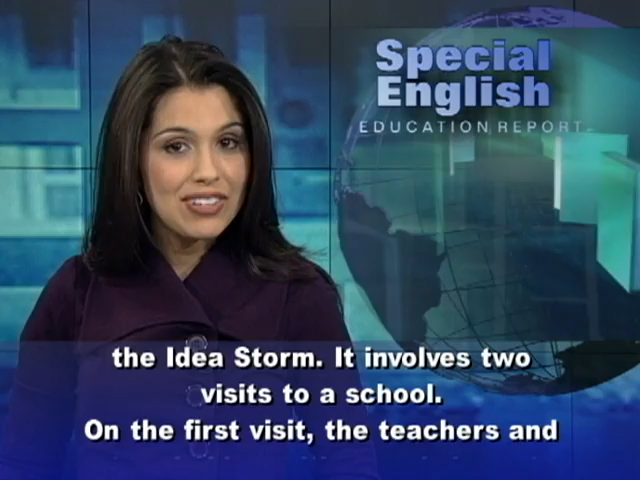 Special
English
EDUCATION REPORT
the Idea Storm. It involves two
visits to a school.
On the first visit, the teachers and